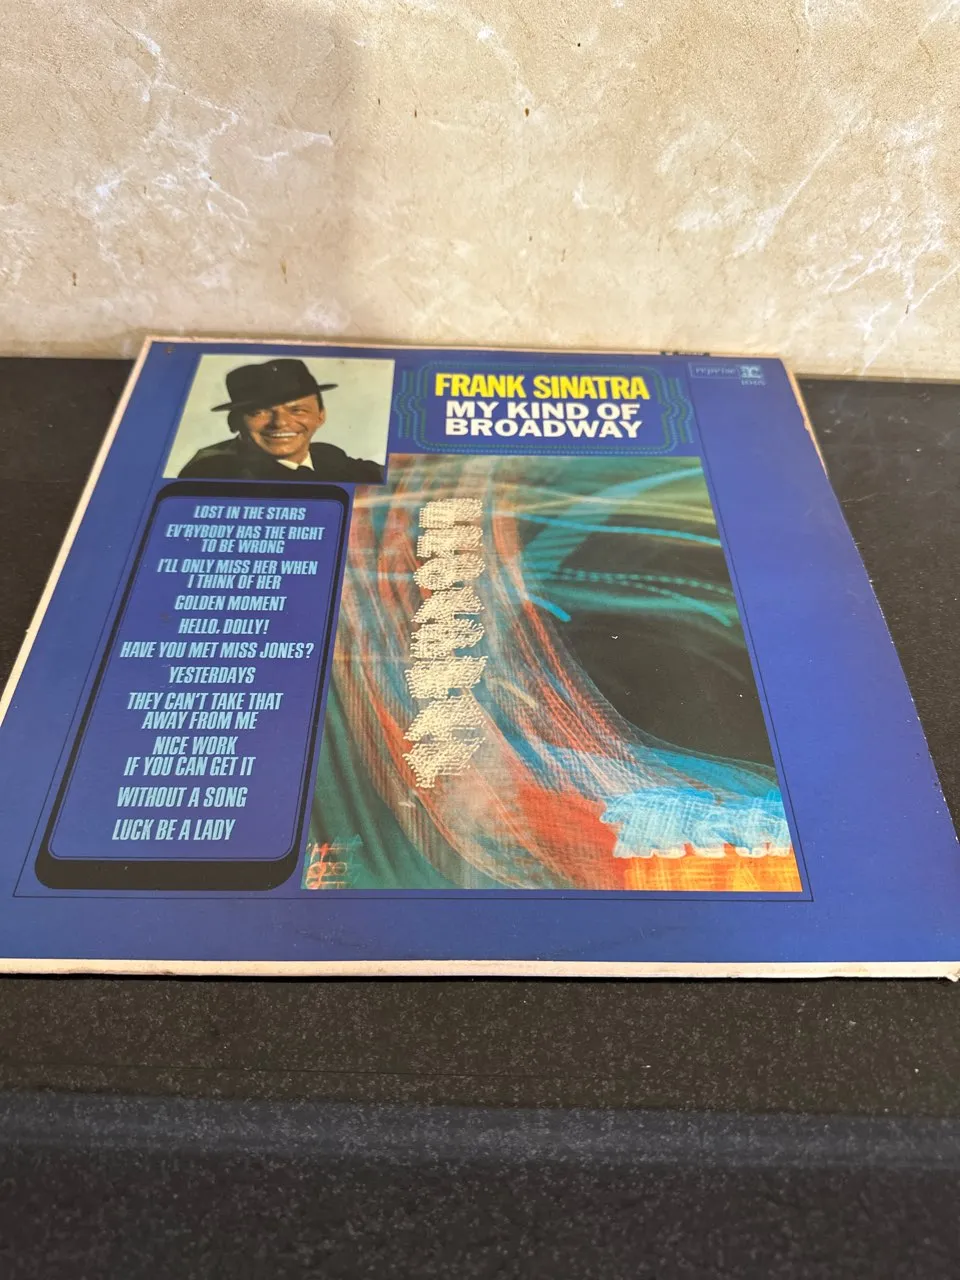 FRANK SINATRA
MY KIND OF
BROADWAY
reprise
LOST IN THE STARS
EV'RYBODY HAS THE RIGHT
TO BE WRONG
I'LL ONLY MISS HER WHEN
I THINK OF HER
GOLDEN MOMENT
HELLO, DOLLY!
HAVE YOU MET MISS JONES?
YESTERDAYS
THEY CAN'T TAKE THAT
AWAY FROM ME
NICE WORK
IF YOU CAN GET IT
WITHOUT A SONG
LUCK BE A LADY